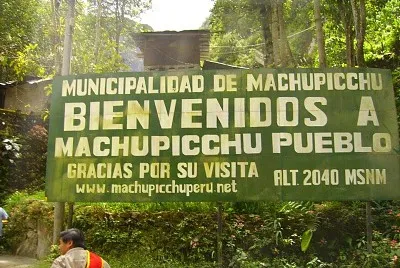 MUNICIPALIDAD DE MACHUPICCHU
BIENVENIDOS A
MACHUPICCHU PUEBLO
GRACIAS POR SU VISITA
www.machupicchuperu.net
ALT. 2040 MSNM